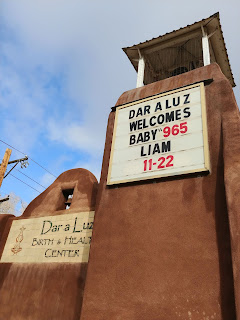 DAR A LUZ
WELCOMES
BABY # 965
LIAM
11-22
Dar a Luz
BIRTH & HEALTH
CENTER